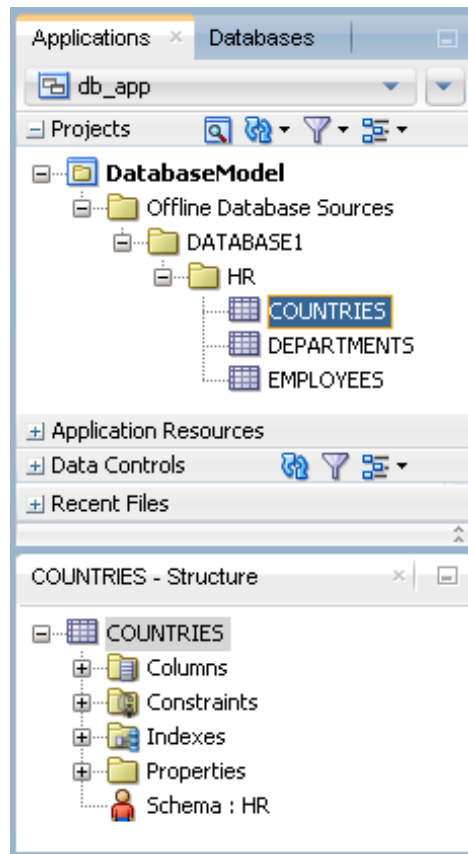 Applications Databases
db_app
Projects
DatabaseModel
Offline Database Sources
DATABASE1
HR
COUNTRIES
DEPARTMENTS
EMPLOYEES
Application Resources
Data Controls
Recent Files
COUNTRIES - Structure
COUNTRIES
Columns
Constraints
Indexes
Properties
Schema : HR